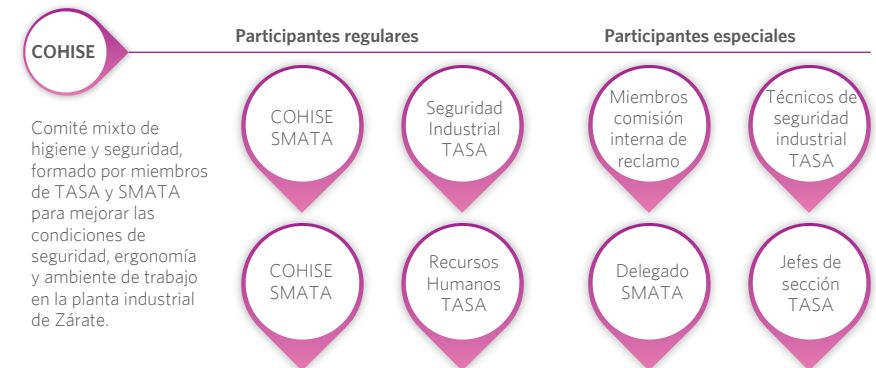 COHISE
Participantes regulares
Participantes especiales
Comité mixto de
higiene y seguridad,
formado por miembros
de TASA y SMATA
para mejorar las
condiciones de
seguridad, ergonomía
y ambiente de trabajo
en la planta industrial
de Zárate.
COHISE
SMATA
Seguridad
Industrial
TASA
Miembros
comisión
interna de
reclamo
Técnicos de
seguridad
industrial
TASA
COHISE
SMATA
Recursos
Humanos
TASA
Delegado
SMATA
Jefes de
sección
TASA